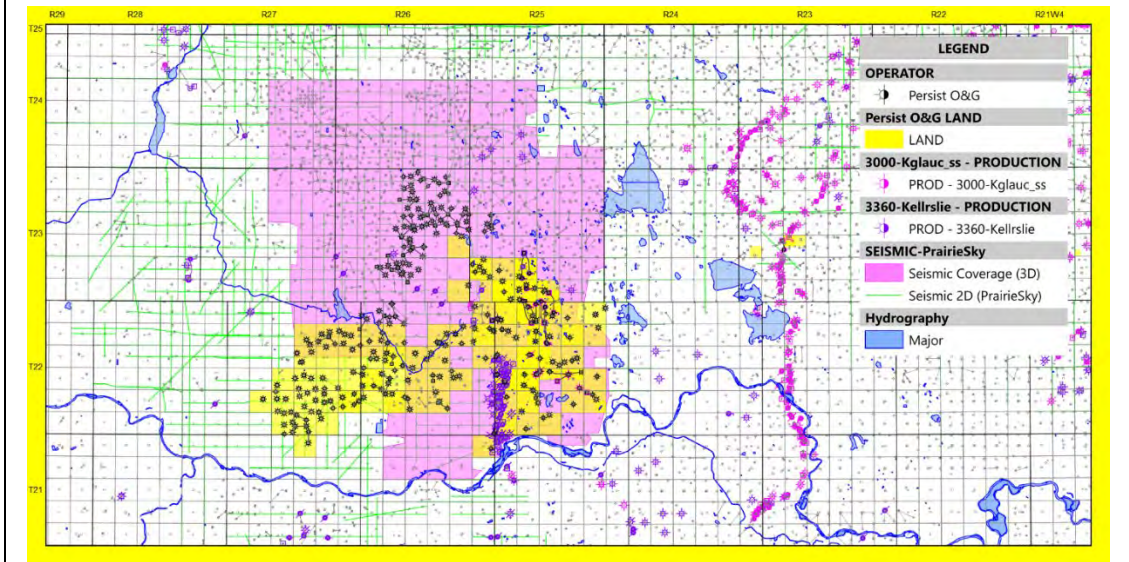 R29 R28 R27 R26 R25 R24 R23 R22 R21W4
T25
T24
T23
T22
T21
LEGEND
OPERATOR
Persist O&G
Persist O&G LAND
LAND
3000-Kglauc_ss - PRODUCTION
PROD - 3000-Kglauc_ss
3360-Kellrslie - PRODUCTION
PROD - 3360-Kellrslie
SEISMIC-PrairieSky
Seismic Coverage (3D)
Seismic 2D (PrairieSky)
Hydrography
Major